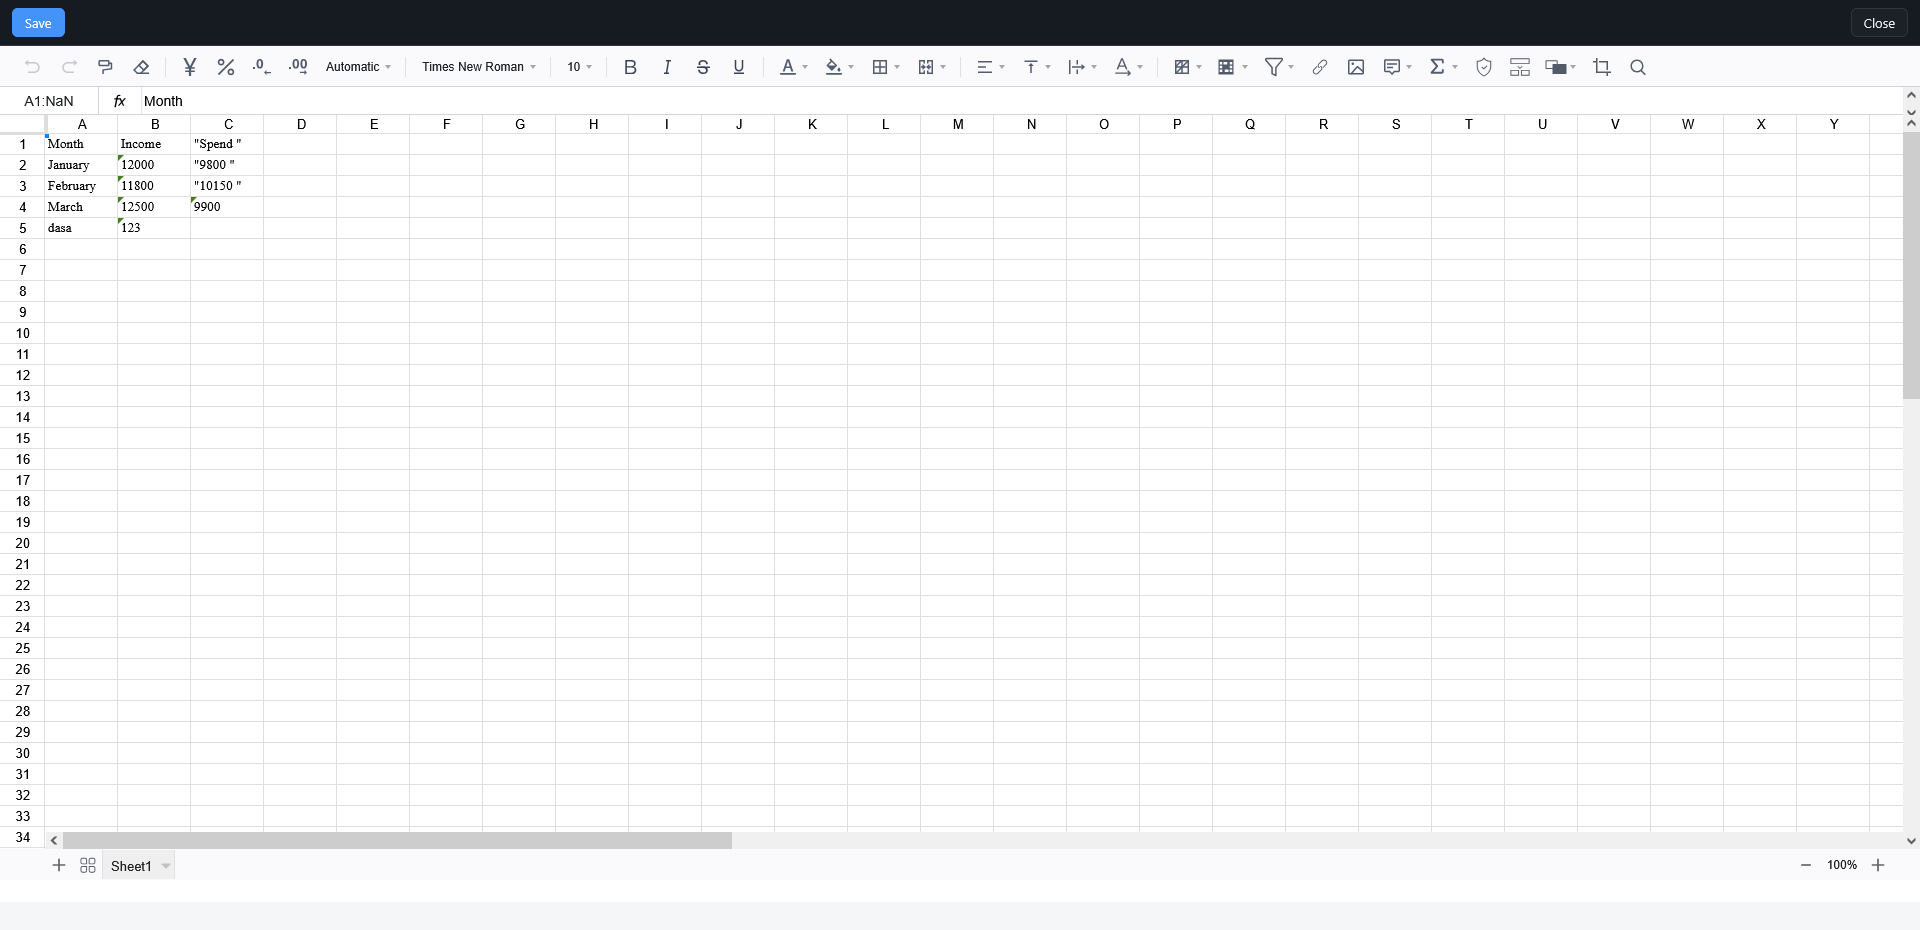 Save Close
¥ % .0 .00 Automatic Times New Roman 10 B I S U A A Σ
A1:NaN fx Month
A B C D E F G H I J K L M N O P Q R S T U V W X Y
1 Month Income "Spend "
2 January 12000 "9800 "
3 February 11800 "10150 "
4 March 12500 9900
5 dasa 123
6
7
8
9
10
11
12
13
14
15
16
17
18
19
20
21
22
23
24
25
26
27
28
29
30
31
32
33
34
Sheet1 100%